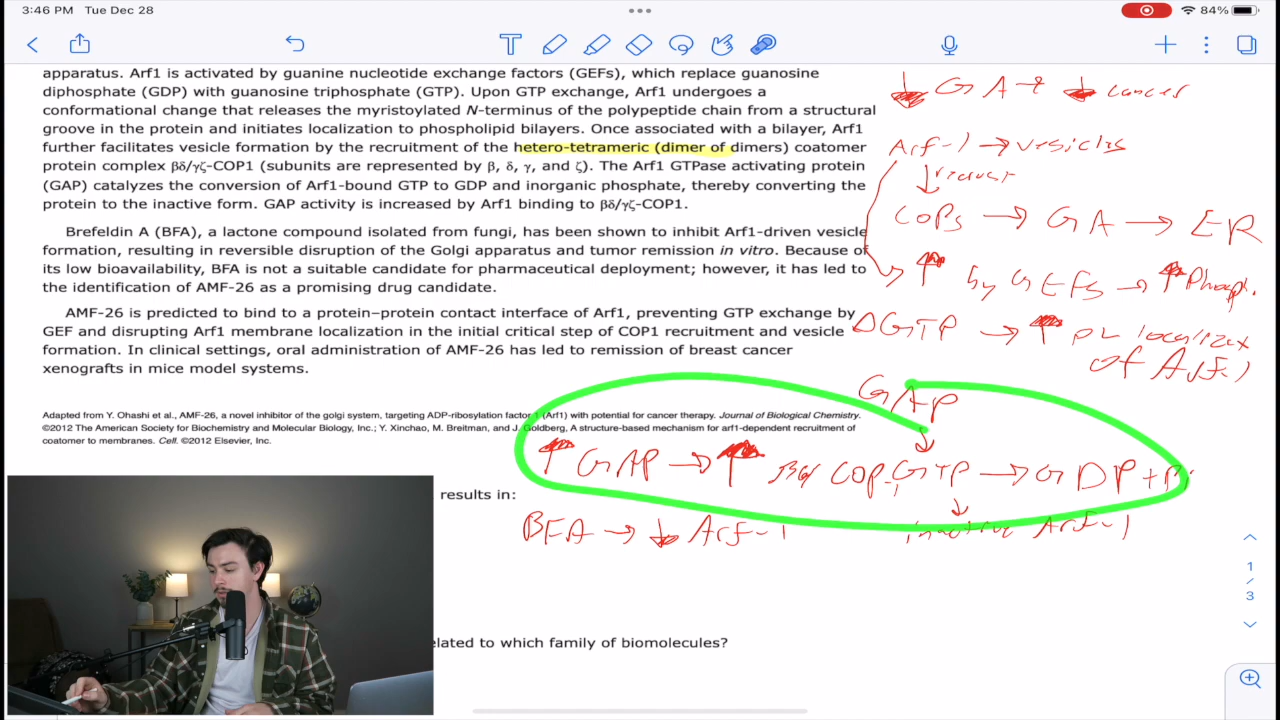 3:46 PM Tue Dec 28
84%
apparatus. Arf1 is activated by guanine nucleotide exchange factors (GEFs), which replace guanosine
diphosphate (GDP) with guanosine triphosphate (GTP). Upon GTP exchange, Arf1 undergoes a
conformational change that releases the myristoylated N-terminus of the polypeptide chain from a structural
groove in the protein and initiates localization to phospholipid bilayers. Once associated with a bilayer, Arf1
further facilitates vesicle formation by the recruitment of the hetero-tetrameric (dimer of dimers) coatomer
protein complex βδ/γζ-COP1 (subunits are represented by β, δ, γ, and ζ). The Arf1 GTPase activating protein
(GAP) catalyzes the conversion of Arf1-bound GTP to GDP and inorganic phosphate, thereby converting the
protein to the inactive form. GAP activity is increased by Arf1 binding to βδ/γζ-COP1.
Brefeldin A (BFA), a lactone compound isolated from fungi, has been shown to inhibit Arf1-driven vesicle
formation, resulting in reversible disruption of the Golgi apparatus and tumor remission in vitro. Because of
its low bioavailability, BFA is not a suitable candidate for pharmaceutical deployment; however, it has led to
the identification of AMF-26 as a promising drug candidate.
AMF-26 is predicted to bind to a protein–protein contact interface of Arf1, preventing GTP exchange by
GEF and disrupting Arf1 membrane localization in the initial critical step of COP1 recruitment and vesicle
formation. In clinical settings, oral administration of AMF-26 has led to remission of breast cancer
xenografts in mice model systems.
Adapted from Y. Ohashi et al., AMF-26, a novel inhibitor of the golgi system, targeting ADP-ribosylation factor 1 (Arf1) with potential for cancer therapy. Journal of Biological Chemistry.
©2012 The American Society for Biochemistry and Molecular Biology, Inc.; Y. Xinchao, M. Breitman, and J. Goldberg, A structure-based mechanism for arf1-dependent recruitment of
coatomer to membranes. Cell. ©2012 Elsevier, Inc.
results in:
elated to which family of biomolecules?
↓ GA → ↓ cancer
Arf-1 → vesicles
↓ recruit
COPs → GA → ER
↑ by GEFs → ↑ Phosph.
ΔGTP → ↑ localizax
of Arf-1
GAP
↓
↑ GAP → ↑ COP-1
GTP → GDP + Pi
↓
inactive Arf-1
BFA → ↓ Arf-1
1
/
3